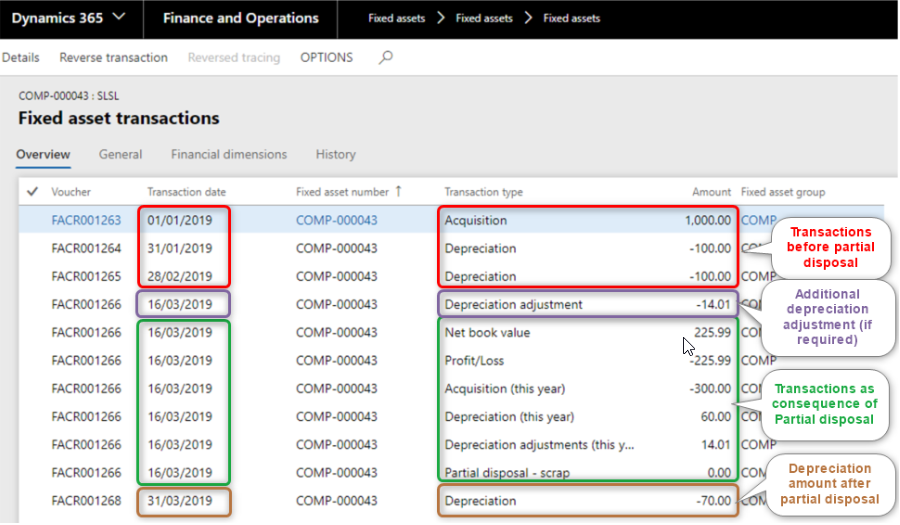 Dynamics 365 Finance and Operations Fixed assets > Fixed assets > Fixed assets
Details Reverse transaction Reversed tracing OPTIONS
COMP-000043 : SLSL
Fixed asset transactions
Overview General Financial dimensions History
✓ Voucher Transaction date Fixed asset number ↑ Transaction type Amount Fixed asset group
FACR001263 01/01/2019 COMP-000043 Acquisition 1,000.00 COMP
FACR001264 31/01/2019 COMP-000043 Depreciation -100.00
FACR001265 28/02/2019 COMP-000043 Depreciation -100.00 COMP
FACR001266 16/03/2019 COMP-000043 Depreciation adjustment -14.01
FACR001266 16/03/2019 COMP-000043 Net book value 225.99
FACR001266 16/03/2019 COMP-000043 Profit/Loss -225.99 COMP
FACR001266 16/03/2019 COMP-000043 Acquisition (this year) -300.00
FACR001266 16/03/2019 COMP-000043 Depreciation (this year) 60.00
FACR001266 16/03/2019 COMP-000043 Depreciation adjustments (this y... 14.01 COMP
FACR001266 16/03/2019 COMP-000043 Partial disposal - scrap 0.00
FACR001268 31/03/2019 COMP-000043 Depreciation -70.00
Transactions
before partial
disposal
Additional
depreciation
adjustment (if
required)
Transactions as
consequence of
Partial disposal
Depreciation
amount after
partial disposal